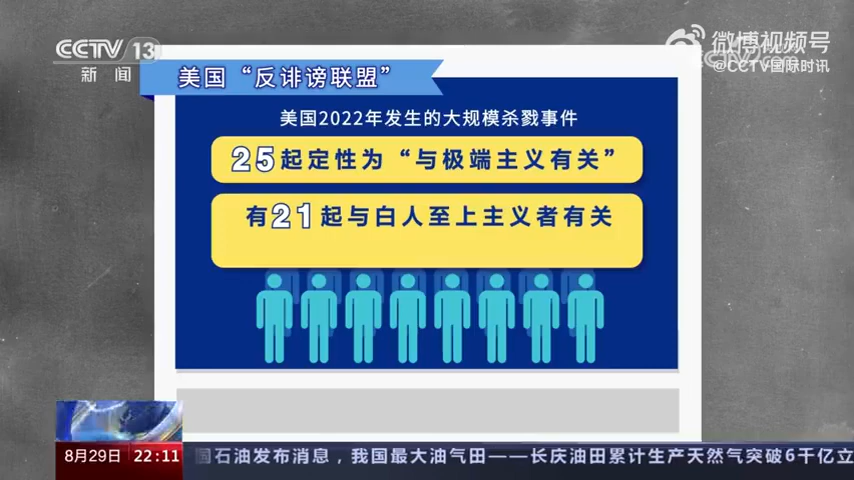 CCTV 13
新闻
微博视频号
@CCTV国际时讯
美国“反诽谤联盟”
美国2022年发生的大规模杀戮事件
25起定性为“与极端主义有关”
有21起与白人至上主义者有关
8月29日 22:11
国石油发布消息，我国最大油气田——长庆油田累计生产天然气突破6千亿立